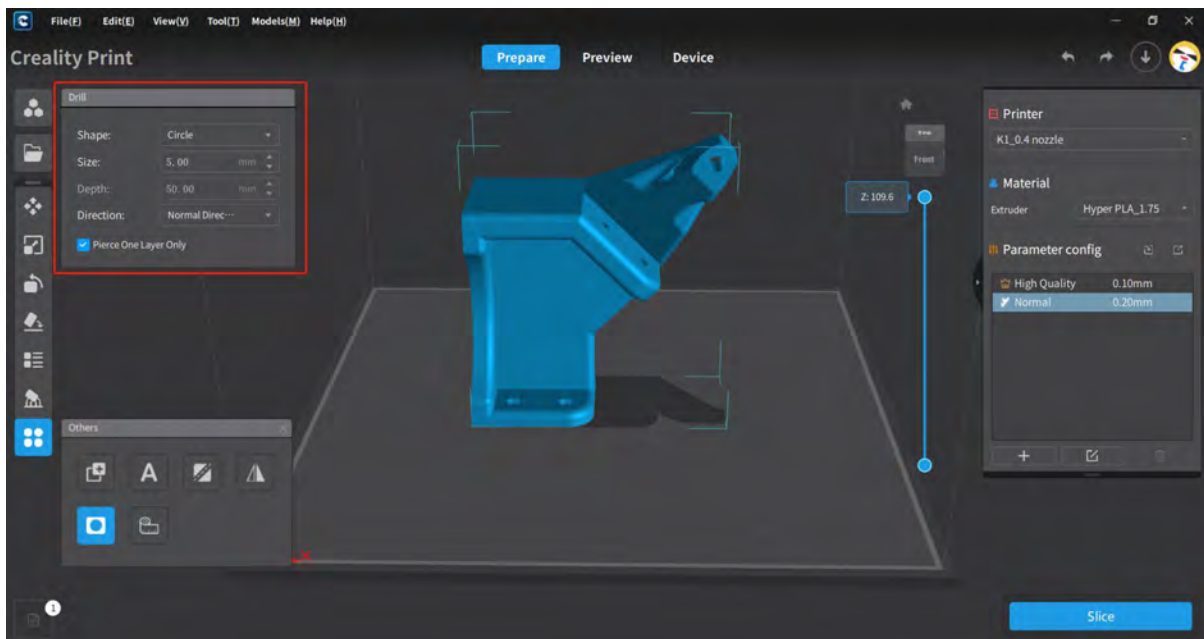 File(F) Edit(E) View(V) Tool(T) Models(M) Help(H)
Creality Print
Prepare Preview Device
Drill
Shape: Circle
Size: 5.00 mm
Depth: 50.00 mm
Direction: Normal Direc···
Pierce One Layer Only
Front
Z: 109.6
Printer
K1_0.4 nozzle
Material
Extruder Hyper PLA_1.75
Parameter config
High Quality 0.10mm
Normal 0.20mm
Others
A
1
Slice